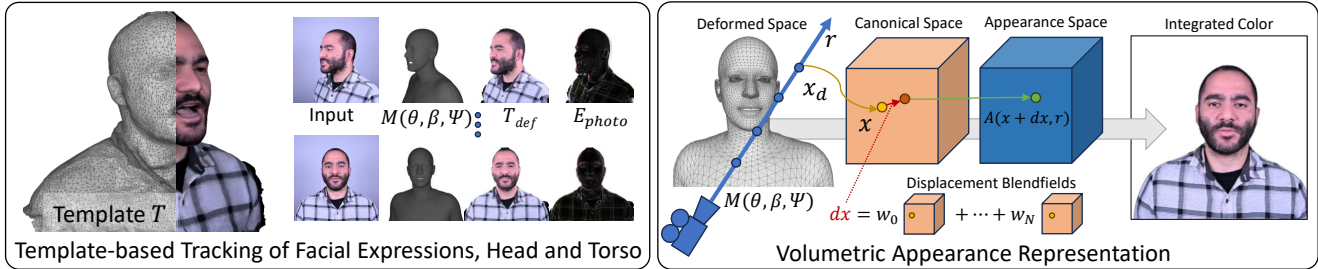 Template T
Input
M(θ, β, Ψ)
T_def
E_photo
Template-based Tracking of Facial Expressions, Head and Torso
Deformed Space
Canonical Space
Appearance Space
Integrated Color
r
x_d
x
A(x + dx, r)
M(θ, β, Ψ)
Displacement Blendfields
dx = w_0 + ⋯ + w_N
Volumetric Appearance Representation